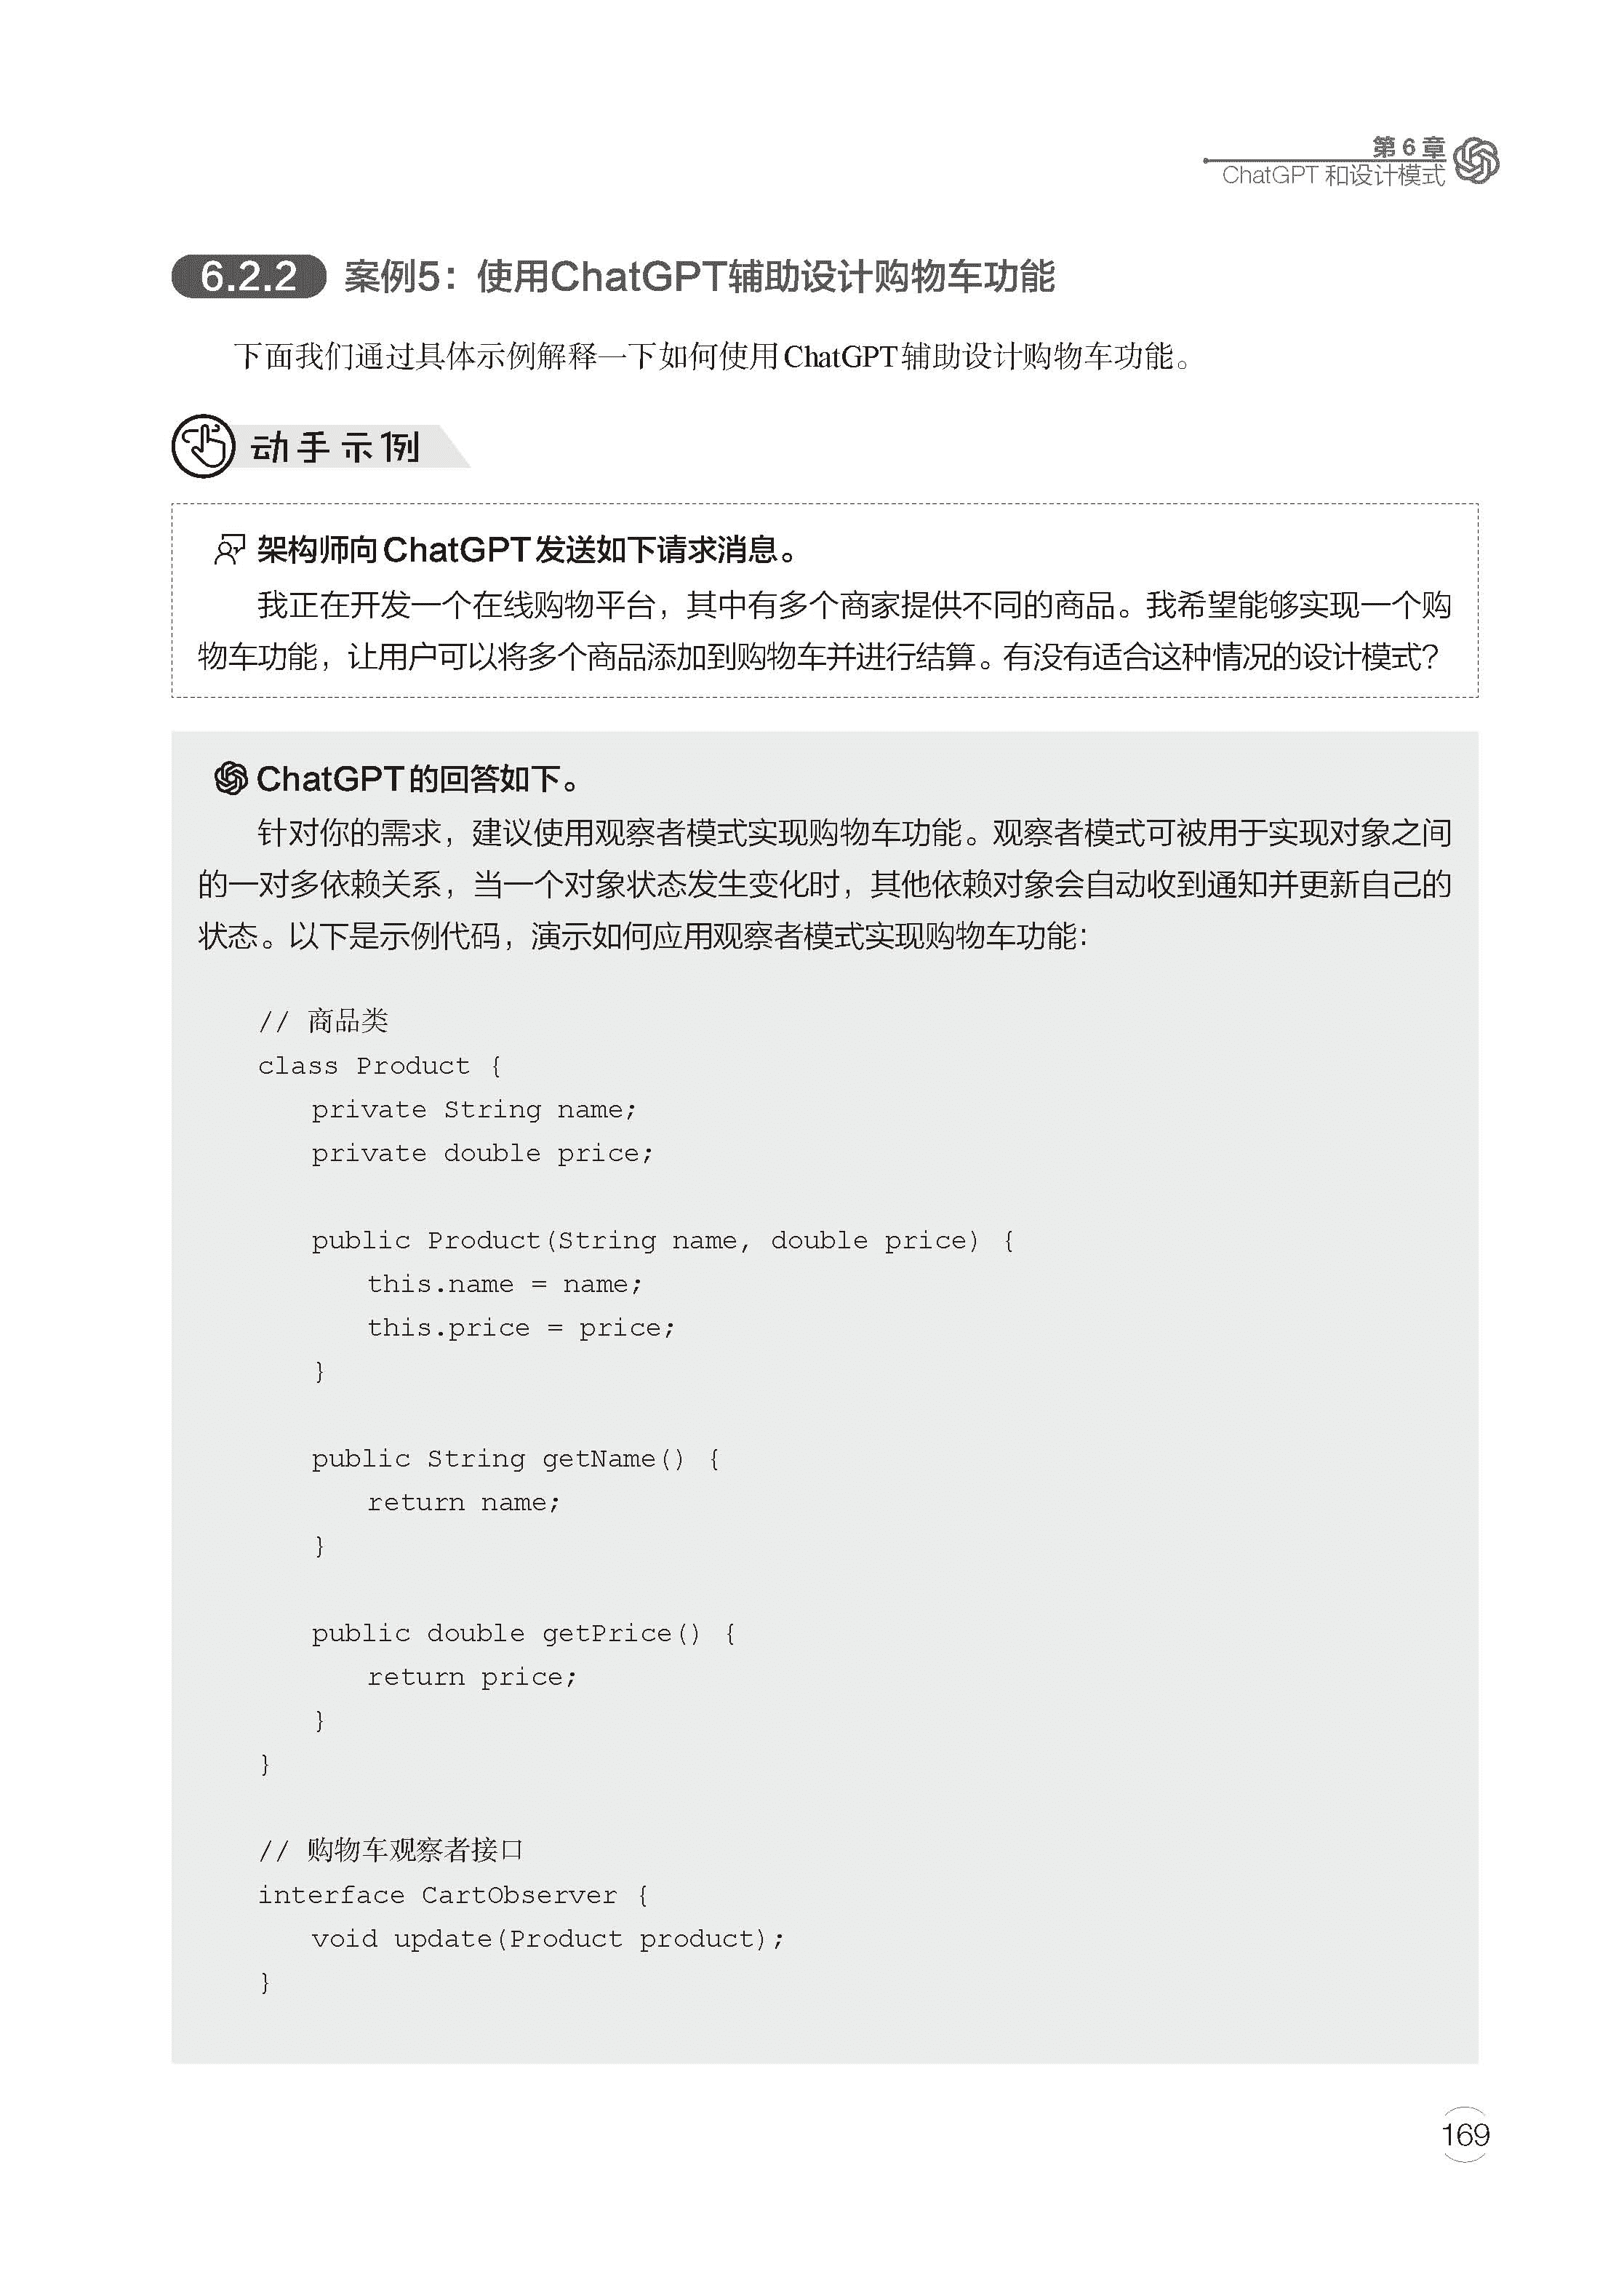 第 6 章
ChatGPT 和设计模式
6.2.2 案例5：使用ChatGPT辅助设计购物车功能
下面我们通过具体示例解释一下如何使用ChatGPT辅助设计购物车功能。
动手示例
架构师向ChatGPT发送如下请求消息。
我正在开发一个在线购物平台，其中有多个商家提供不同的商品。我希望能够实现一个购
物车功能，让用户可以将多个商品添加到购物车并进行结算。有没有适合这种情况的设计模式？
ChatGPT的回答如下。
针对你的需求，建议使用观察者模式实现购物车功能。观察者模式可被用于实现对象之间
的一对多依赖关系，当一个对象状态发生变化时，其他依赖对象会自动收到通知并更新自己的
状态。以下是示例代码，演示如何应用观察者模式实现购物车功能：
// 商品类
class Product {
    private String name;
    private double price;

    public Product(String name, double price) {
        this.name = name;
        this.price = price;
    }

    public String getName() {
        return name;
    }

    public double getPrice() {
        return price;
    }
}

// 购物车观察者接口
interface CartObserver {
    void update(Product product);
}
169